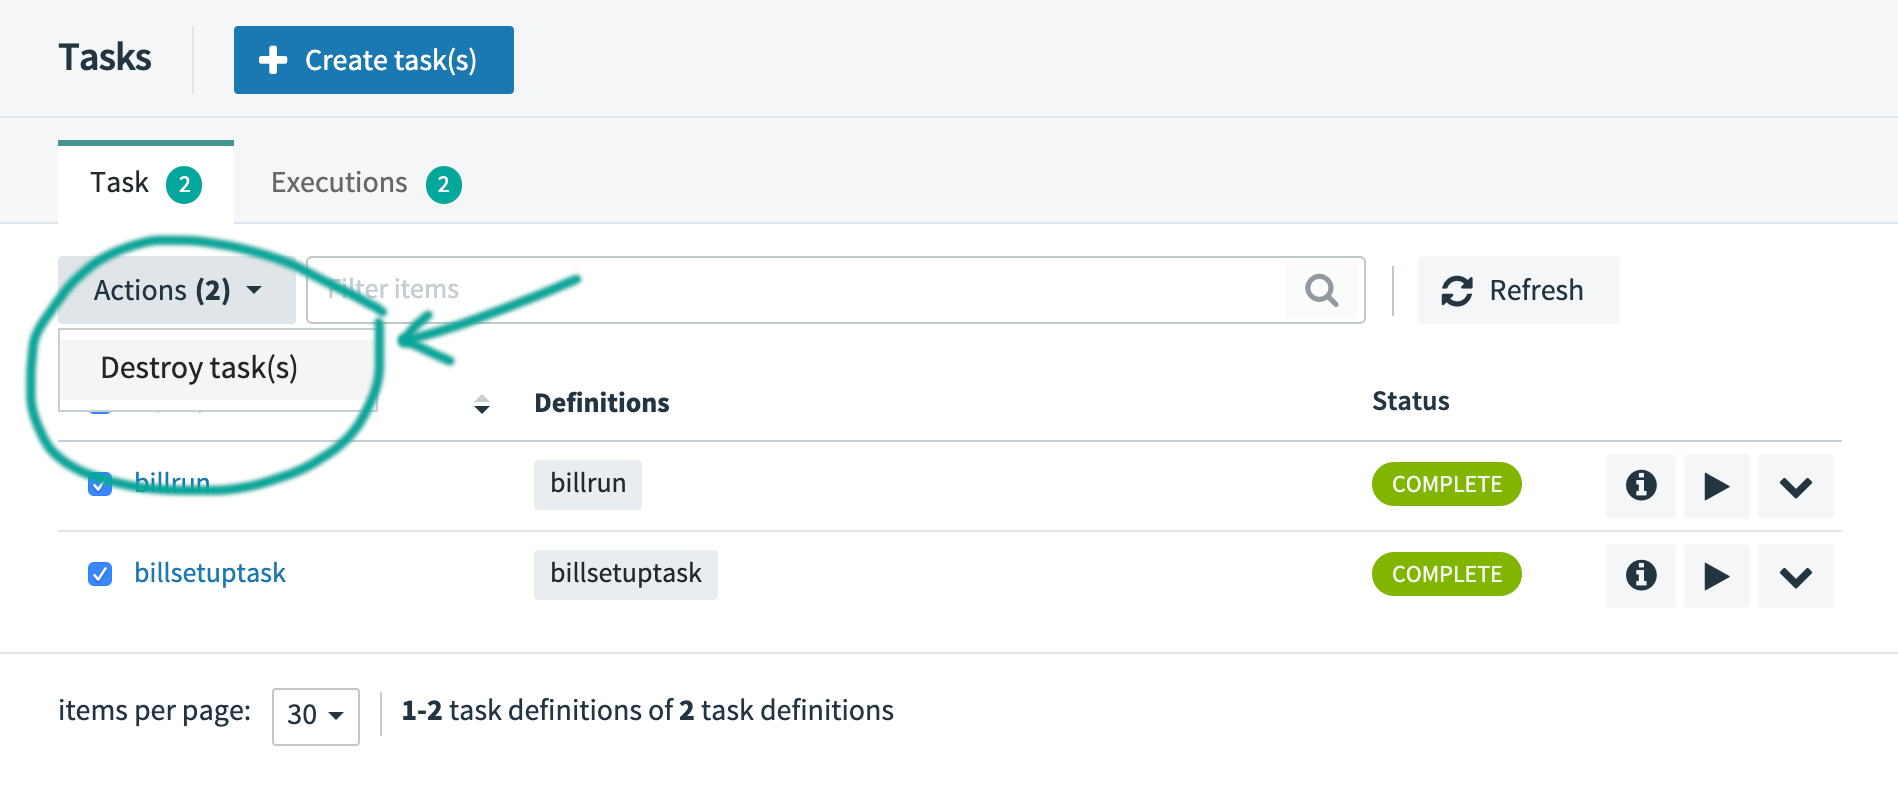 Tasks
Create task(s)
Task 2
Executions 2
Actions (2)
Filter items
Refresh
Destroy task(s)
Definitions
Status
billrun
billrun
COMPLETE
billsetuptask
billsetuptask
COMPLETE
items per page:
30
1-2 task definitions of 2 task definitions